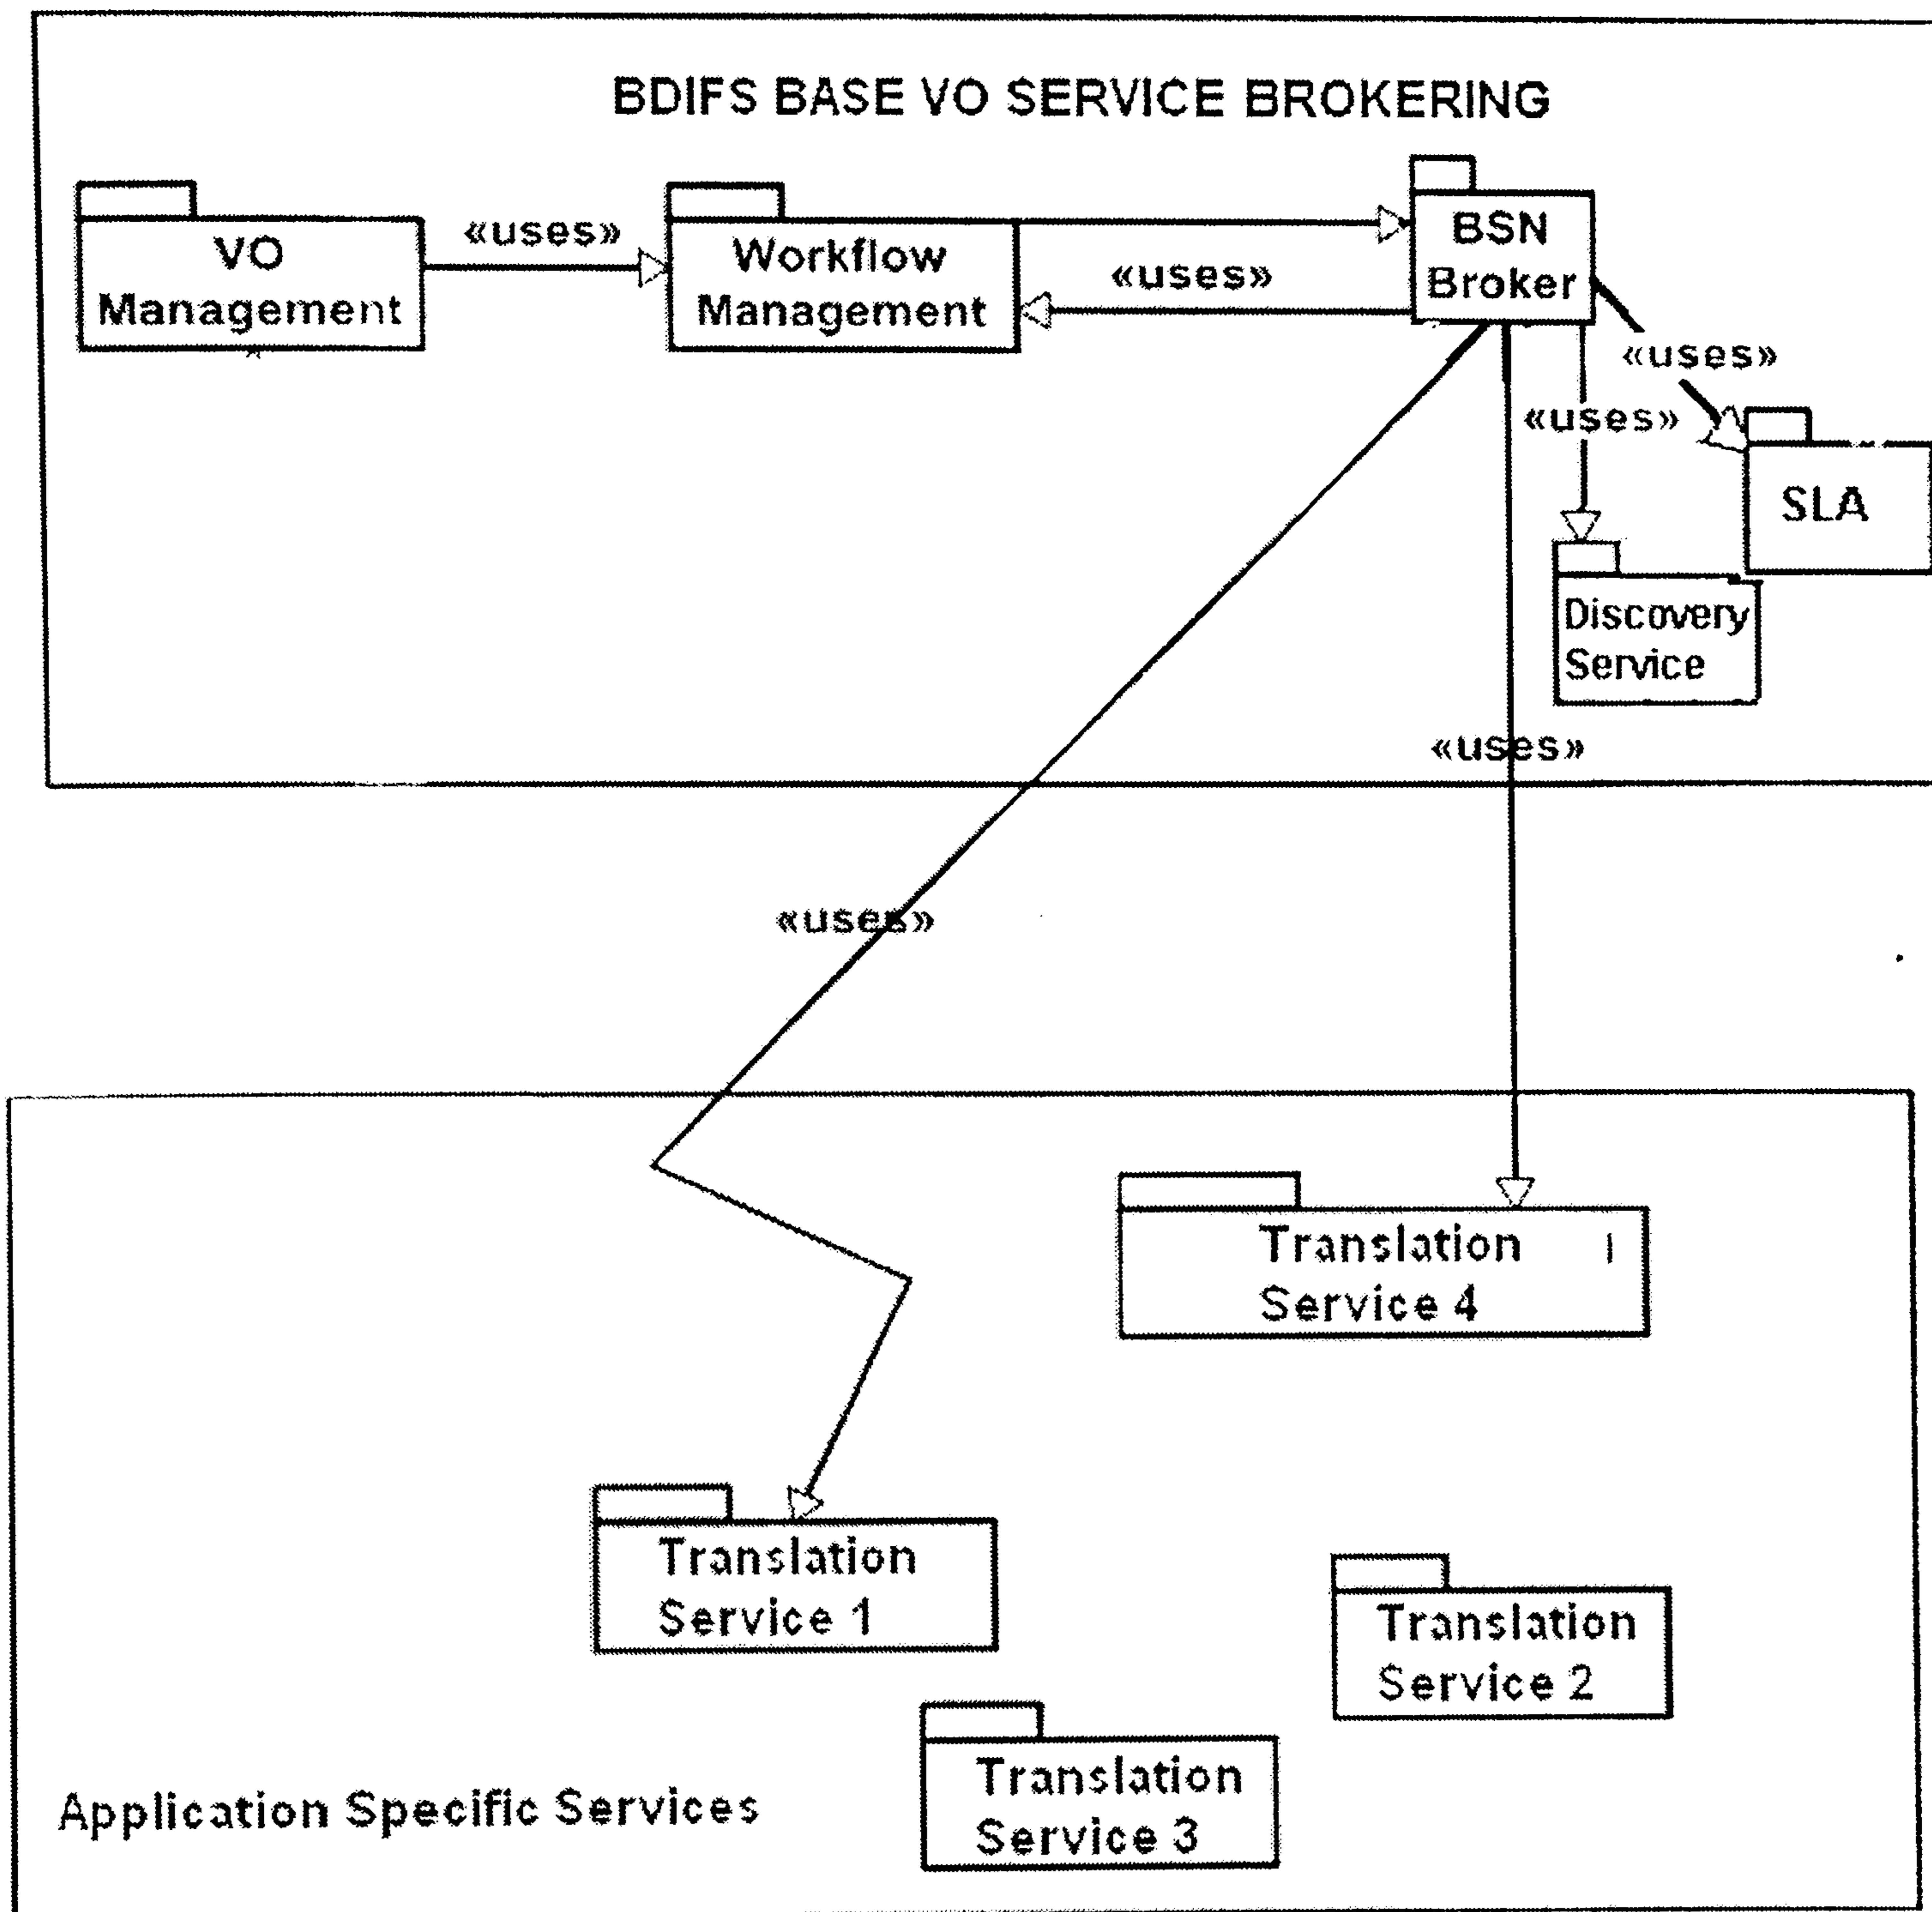 BDIFS BASE VO SERVICE BROKERING
VO
Management
«uses»
Workflow
Management
«uses»
BSN
Broker
«uses»
«uses»
SLA
Discovery
Service
«uses»
«uses»
Translation
Service 4
Translation
Service 1
Translation
Service 2
Translation
Service 3
Application Specific Services